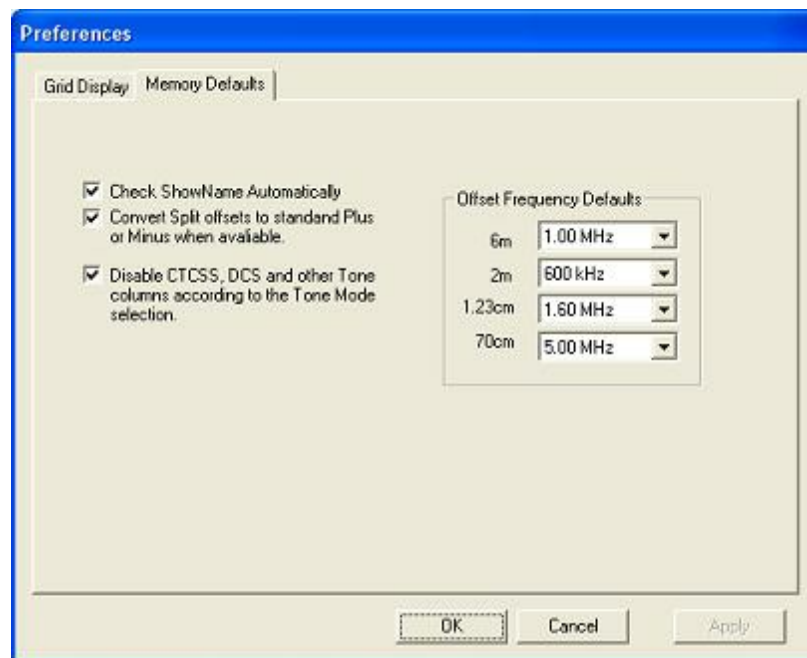 Preferences
Grid Display
Memory Defaults
Check ShowName Automatically
Convert Split offsets to standard Plus
or Minus when avaliable.
Disable CTCSS, DCS and other Tone
columns according to the Tone Mode
selection.
Offset Frequency Defaults
6m
1.00 MHz
2m
600 kHz
1.23cm
1.60 MHz
70cm
5.00 MHz
OK
Cancel
Apply